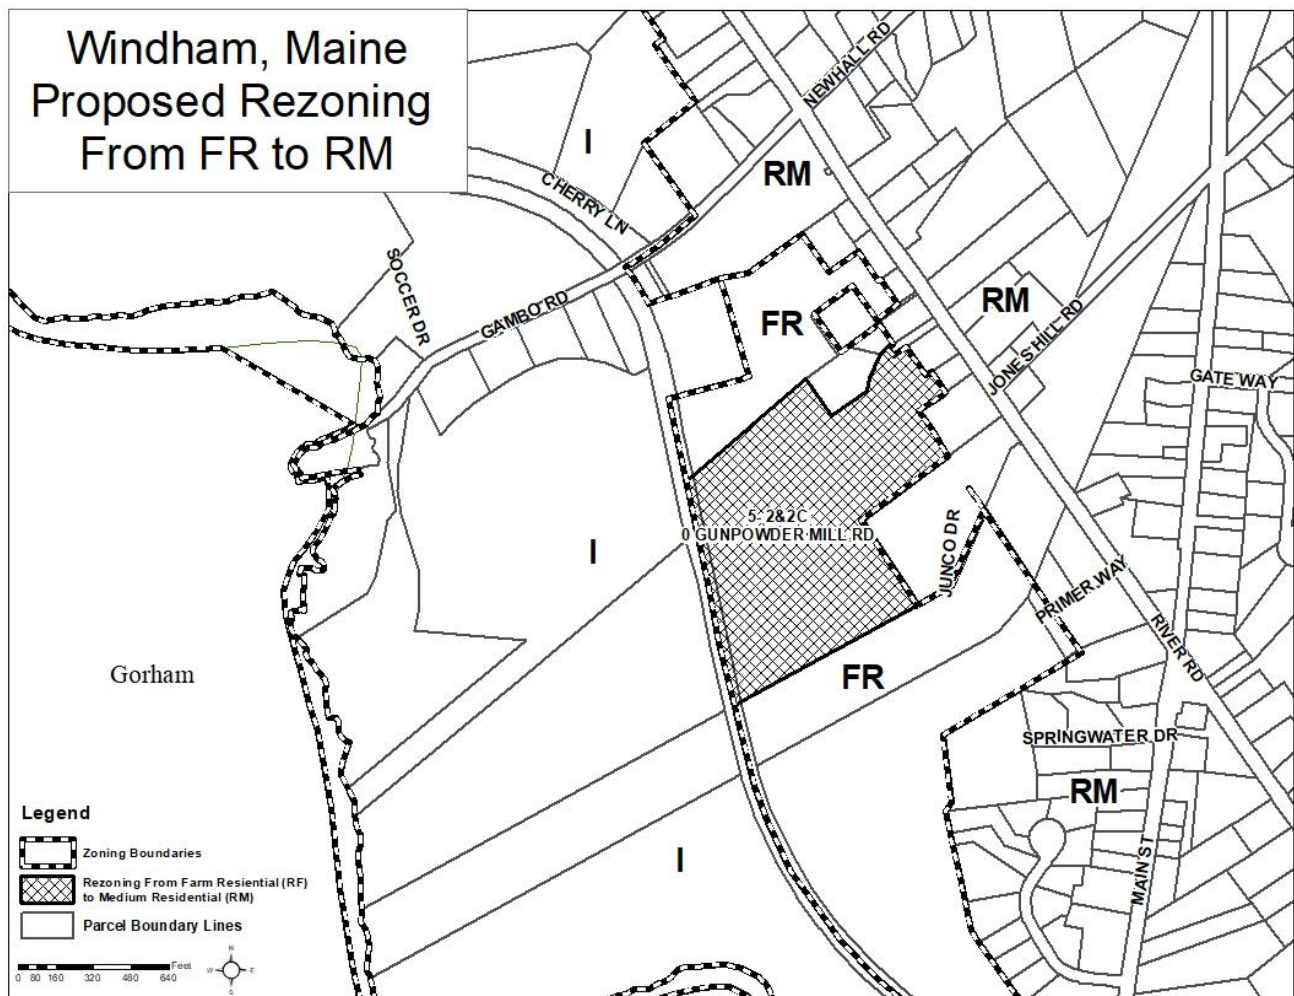 Windham, Maine
Proposed Rezoning
From FR to RM
NEWHALL RD
I
RM
CHERRY LN
SOCCER DR
GAMBO RD
FR
RM
JONES HILL RD
GATE WAY
5- 2&2C
0 GUNPOWDER MILL RD
I
JUNCO DR
PRIMER WAY
RIVER RD
Gorham
FR
SPRINGWATER DR
RM
MAIN ST
I
Legend
Zoning Boundaries
Rezoning From Farm Resiential (RF)
to Medium Residential (RM)
Parcel Boundary Lines
Feet
0 80 160 320 480 640
N
W E
S